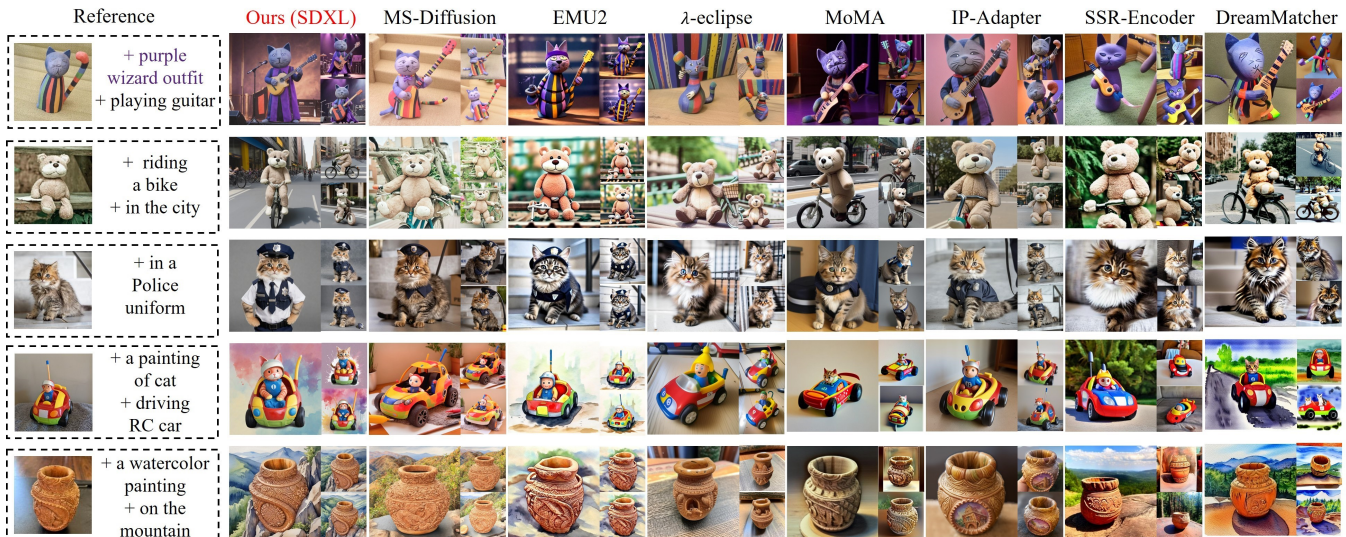 Reference
Ours (SDXL)
MS-Diffusion
EMU2
λ-eclipse
MoMA
IP-Adapter
SSR-Encoder
DreamMatcher
+ purple
wizard outfit
+ playing guitar
+ riding
a bike
+ in the city
+ in a
Police
uniform
+ a painting
of cat
+ driving
RC car
+ a watercolor
painting
+ on the
mountain